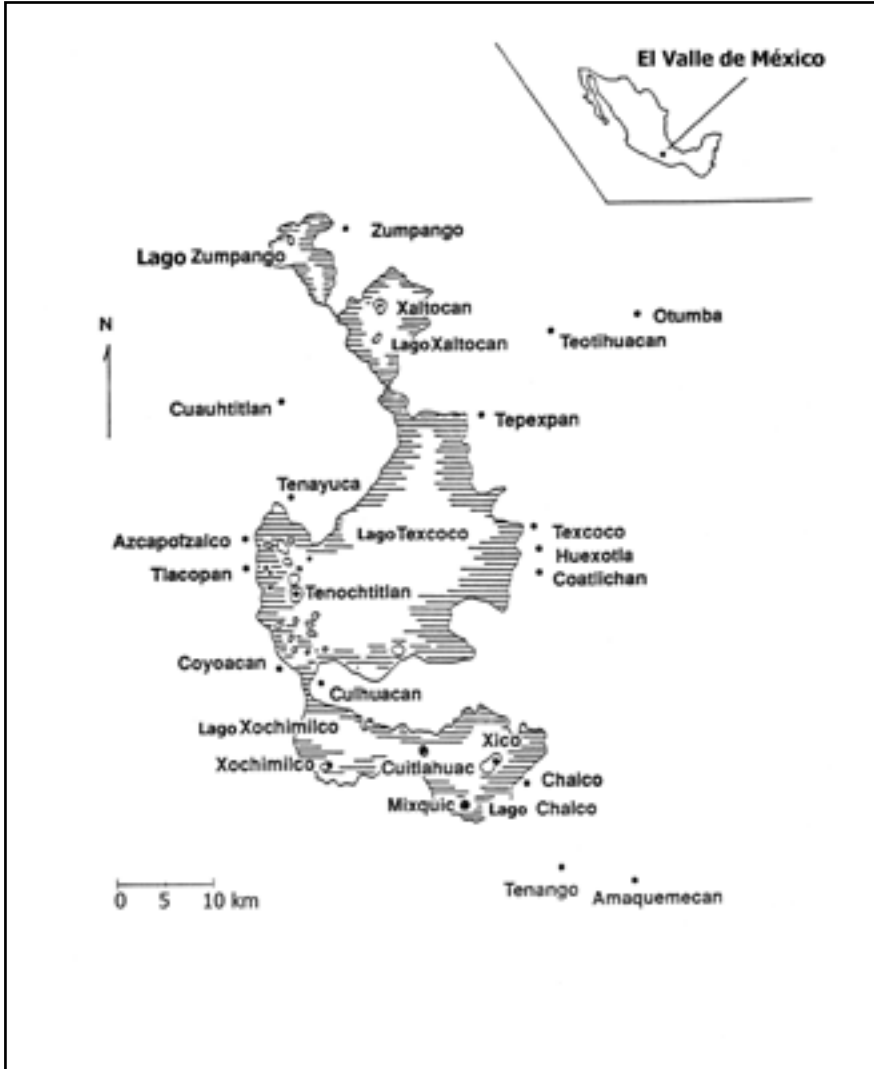 El Valle de México
Zumpango
Lago Zumpango
N
Xaltocan
Otumba
Lago Xaltocan
Teotihuacan
Cuauhtitlan
Tepexpan
Tenayuca
Lago Texcoco
Texcoco
Azcapotzalco
Huexotla
Tlacopan
Coatlichan
Tenochtitlan
Coyoacan
Culhuacan
Lago Xochimilco
Xico
Xochimilco
Cuitlahuac
Chalco
Mixquic
Lago Chalco
Tenango
Amaquemecan
0 5 10 km